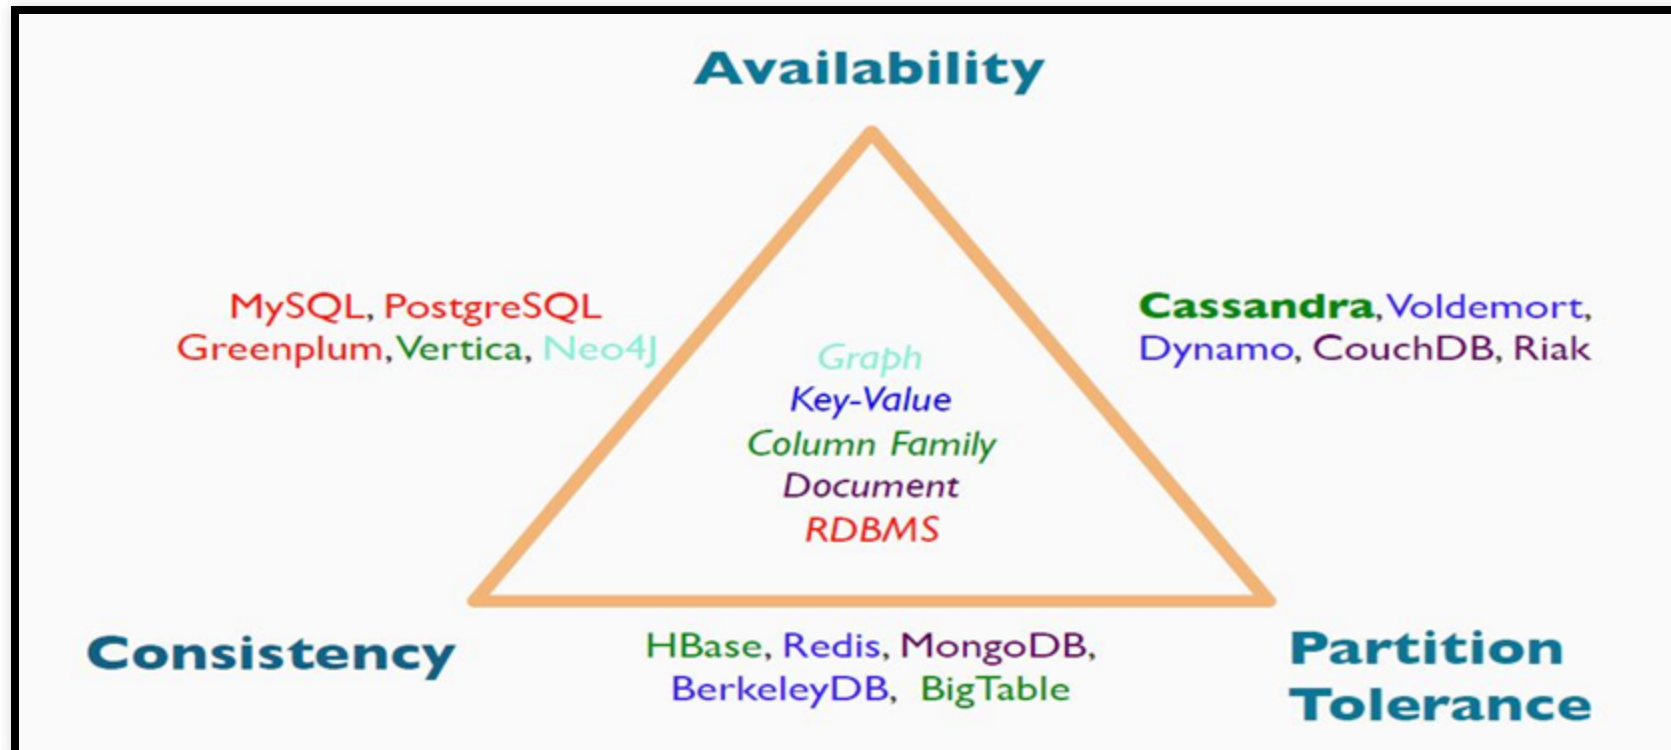 Availability
MySQL, PostgreSQL
Greenplum, Vertica, Neo4J
Cassandra, Voldemort,
Dynamo, CouchDB, Riak
Graph
Key-Value
Column Family
Document
RDBMS
Consistency
HBase, Redis, MongoDB,
BerkeleyDB, BigTable
Partition
Tolerance